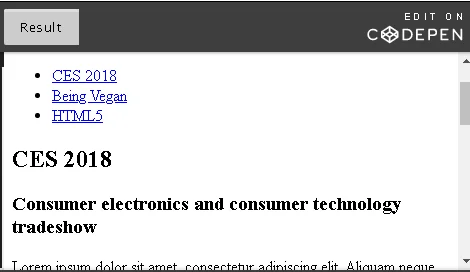 Result
EDIT ON
CODEPEN
CES 2018
Being Vegan
HTML5
CES 2018
Consumer electronics and consumer technology
tradeshow
Lorem ipsum dolor sit amet, consectetur adipiscing elit. Aliquam neque